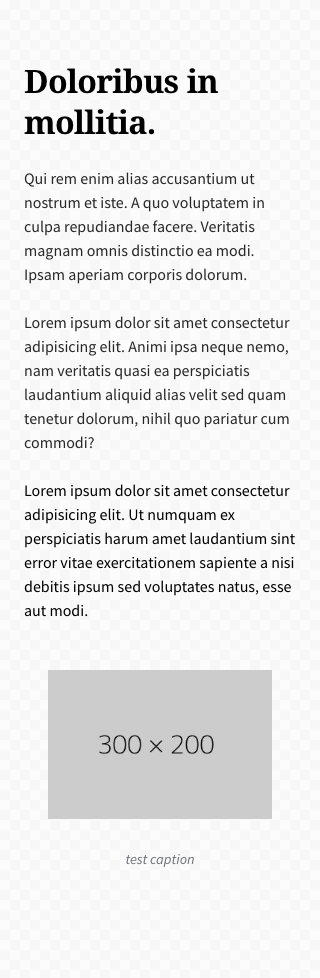 Doloribus in
mollitia.
Qui rem enim alias accusantium ut
nostrum et iste. A quo voluptatem in
culpa repudiandae facere. Veritatis
magnam omnis distinctio ea modi.
Ipsam aperiam corporis dolorum.
Lorem ipsum dolor sit amet consectetur
adipisicing elit. Animi ipsa neque nemo,
nam veritatis quasi ea perspiciatis
laudantium aliquid alias velit sed quam
tenetur dolorum, nihil quo pariatur cum
commodi?
Lorem ipsum dolor sit amet consectetur
adipisicing elit. Ut numquam ex
perspiciatis harum amet laudantium sint
error vitae exercitationem sapiente a nisi
debitis ipsum sed voluptates natus, esse
aut modi.
300 × 200
test caption